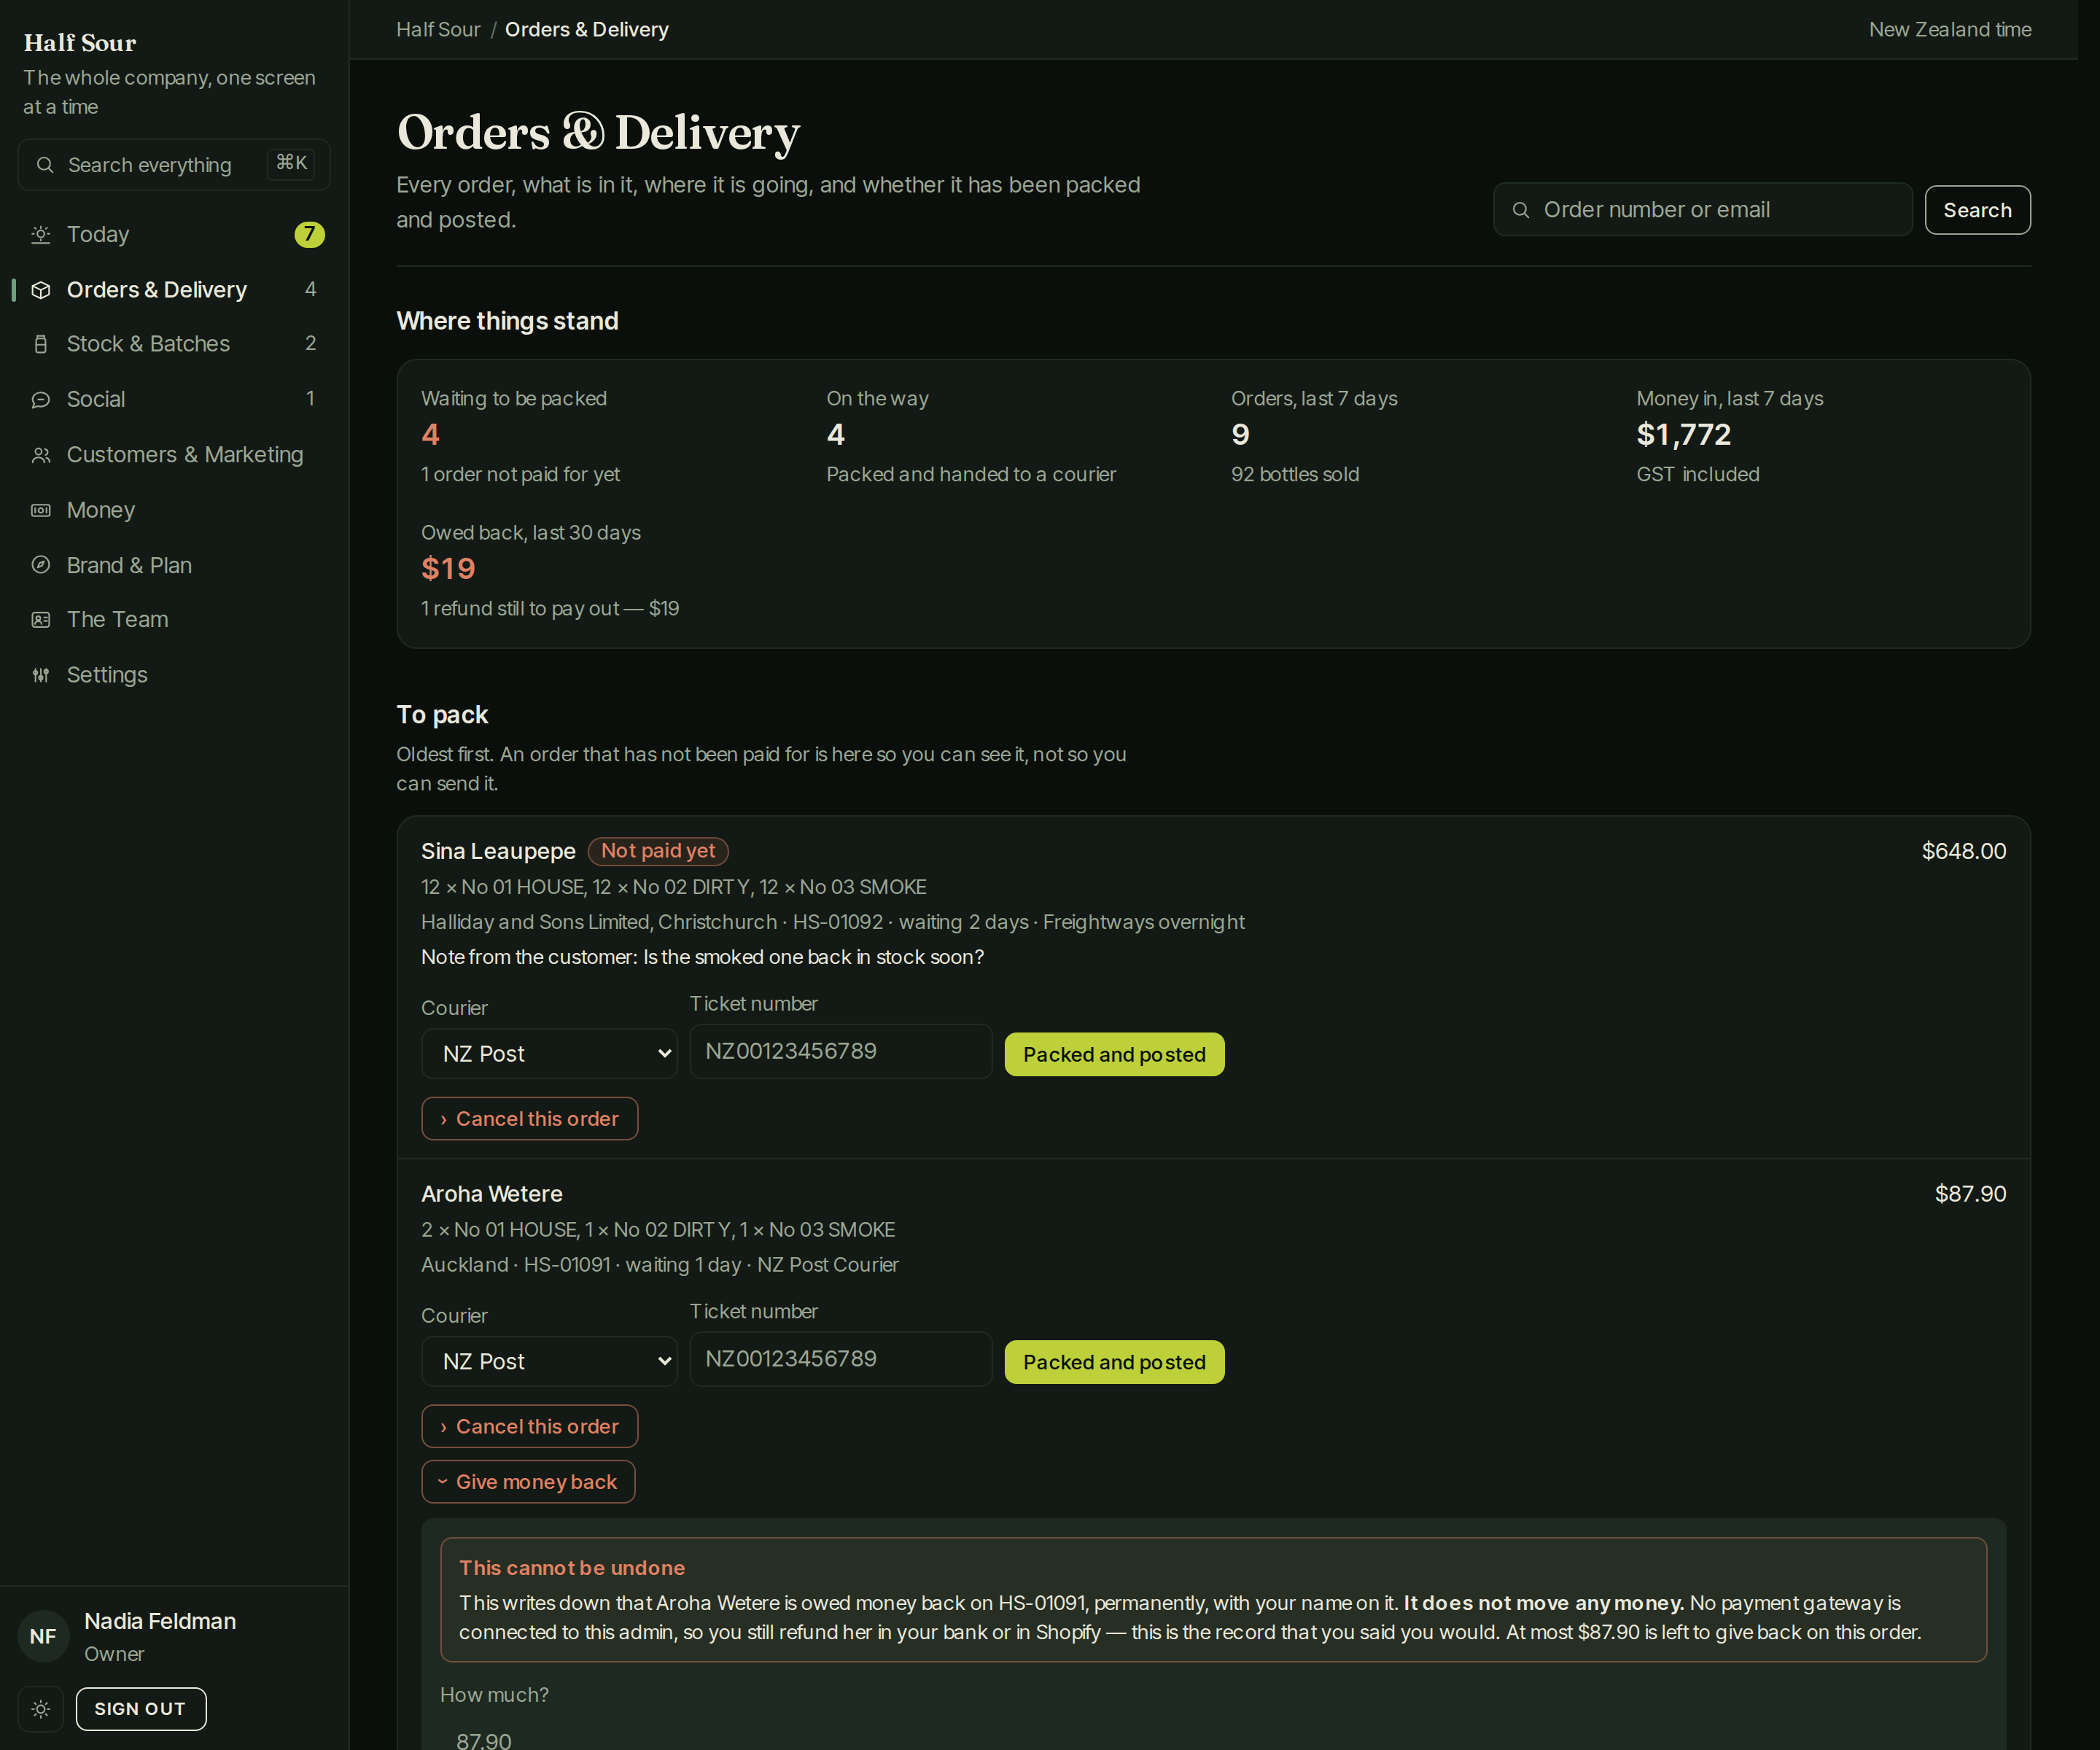 Half Sour
The whole company, one screen
at a time
Search everything ⌘K
Today 7
Orders & Delivery 4
Stock & Batches 2
Social 1
Customers & Marketing
Money
Brand & Plan
The Team
Settings
NF
Nadia Feldman
Owner
SIGN OUT
Half Sour / Orders & Delivery
New Zealand time
Orders & Delivery
Every order, what is in it, where it is going, and whether it has been packed
and posted.
Order number or email
Search
Where things stand
Waiting to be packed
4
1 order not paid for yet
On the way
4
Packed and handed to a courier
Orders, last 7 days
9
92 bottles sold
Money in, last 7 days
$1,772
GST included
Owed back, last 30 days
$19
1 refund still to pay out — $19
To pack
Oldest first. An order that has not been paid for is here so you can see it, not so you
can send it.
Sina Leaupepe Not paid yet $648.00
12 × No 01 HOUSE, 12 × No 02 DIRTY, 12 × No 03 SMOKE
Halliday and Sons Limited, Christchurch · HS-01092 · waiting 2 days · Freightways overnight
Note from the customer: Is the smoked one back in stock soon?
Courier
NZ Post
Ticket number
NZ00123456789
Packed and posted
› Cancel this order
Aroha Wetere $87.90
2 × No 01 HOUSE, 1 × No 02 DIRTY, 1 × No 03 SMOKE
Auckland · HS-01091 · waiting 1 day · NZ Post Courier
Courier
NZ Post
Ticket number
NZ00123456789
Packed and posted
› Cancel this order
Give money back
This cannot be undone
This writes down that Aroha Wetere is owed money back on HS-01091, permanently, with your name on it. It does not move any money. No payment gateway is
connected to this admin, so you still refund her in your bank or in Shopify — this is the record that you said you would. At most $87.90 is left to give back on this order.
How much?
87.90